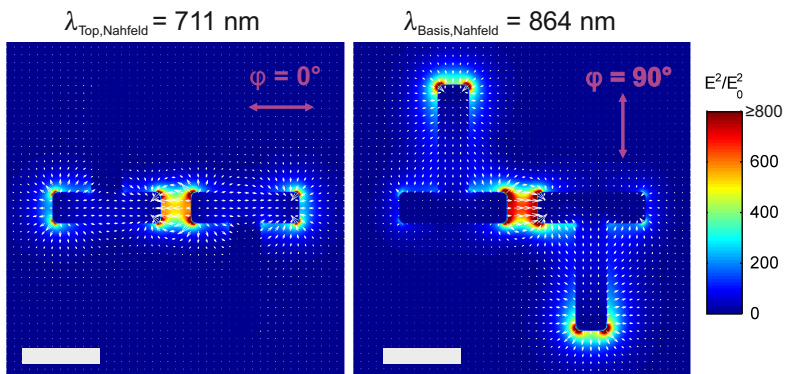 λTop,Nahfeld = 711 nm
λBasis,Nahfeld = 864 nm
φ = 0°
φ = 90°
E²/E₀²
≥800
600
400
200
0